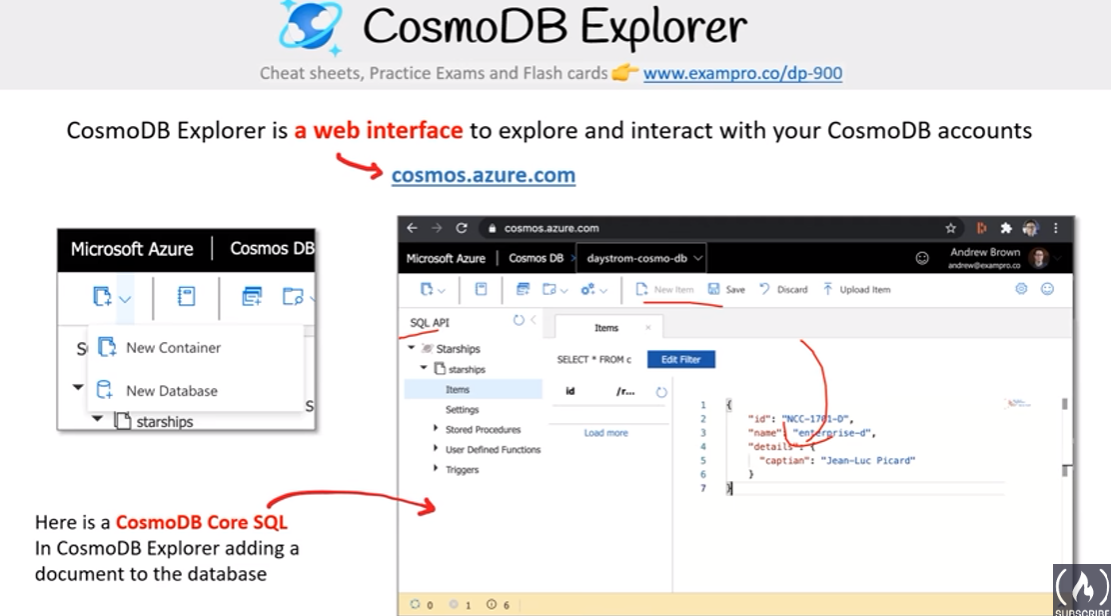 CosmoDB Explorer
Cheat sheets, Practice Exams and Flash cards 👉 www.exampro.co/dp-900
CosmoDB Explorer is a web interface to explore and interact with your CosmoDB accounts
cosmos.azure.com
Microsoft Azure | Cosmos DB
New Container
New Database
starships
cosmos.azure.com
Microsoft Azure | Cosmos DB > daystrom-cosmo-db
Andrew Brown
andrew@exampro.co
New Item Save Discard Upload Item
SQL API
Items
Starships
starships
Items
Settings
Stored Procedures
User Defined Functions
Triggers
SELECT * FROM c Edit Filter
id /r...
Load more
1 {
2 "id": "NCC-1701-D",
3 "name": "enterprise-d",
4 "details": {
5 "captian": "Jean-Luc Picard"
6 }
7 }
Here is a CosmoDB Core SQL
In CosmoDB Explorer adding a
document to the database
0 1 6
SUBSCRIBE